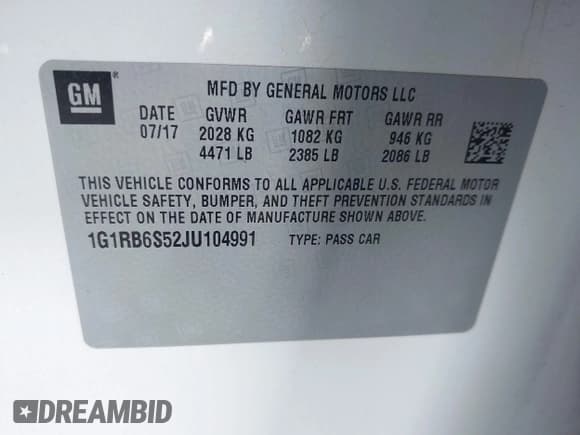 GM ®
MFD BY GENERAL MOTORS LLC
DATE GVWR GAWR FRT GAWR RR
07/17 2028 KG 1082 KG 946 KG
4471 LB 2385 LB 2086 LB
THIS VEHICLE CONFORMS TO ALL APPLICABLE U.S. FEDERAL MOTOR
VEHICLE SAFETY, BUMPER, AND THEFT PREVENTION STANDARDS IN
EFFECT ON THE DATE OF MANUFACTURE SHOWN ABOVE.
1G1RB6S52JU104991 TYPE: PASS CAR
DREAMBID